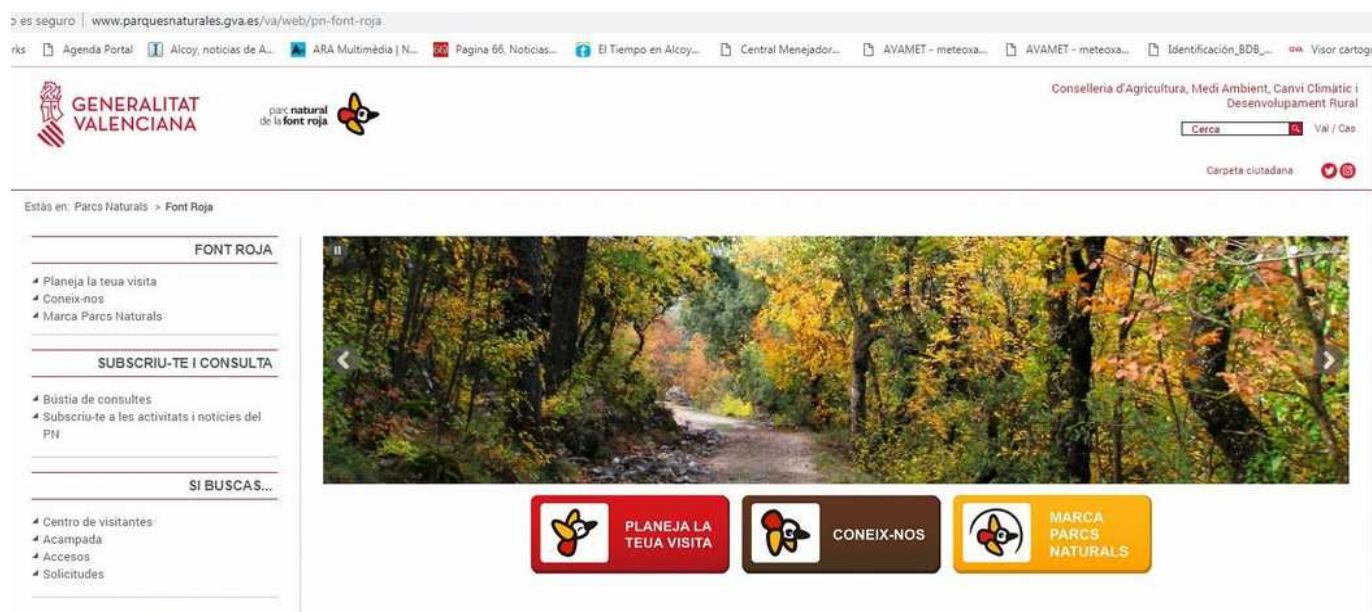 o es seguro | www.parquesnaturales.gva.es/va/web/pn-font-roja
rks Agenda Portal Alcoy, noticias de A... ARA Multimèdia | N... Pagina 66, Noticias... El Tiempo en Alcoy... Central Menejador... AVAMET - meteoxa... AVAMET - meteoxa... Identificación_BDB_... Visor cartogr
GENERALITAT
VALENCIANA
parc natural
de la font roja
Conselleria d'Agricultura, Medi Ambient, Canvi Climàtic i
Desenvolupament Rural
Cerca Val / Cas
Carpeta ciutadana
Estàs en: Parcs Naturals > Font Roja
FONT ROJA
Planeja la teua visita
Coneix-nos
Marca Parcs Naturals
SUBSCRIU-TE I CONSULTA
Bústia de consultes
Subscriu-te a les activitats i notícies del
PN
SI BUSCAS...
Centro de visitantes
Acampada
Accesos
Solicitudes
PLANEJA LA
TEUA VISITA
CONEIX-NOS
MARCA
PARCS
NATURALS